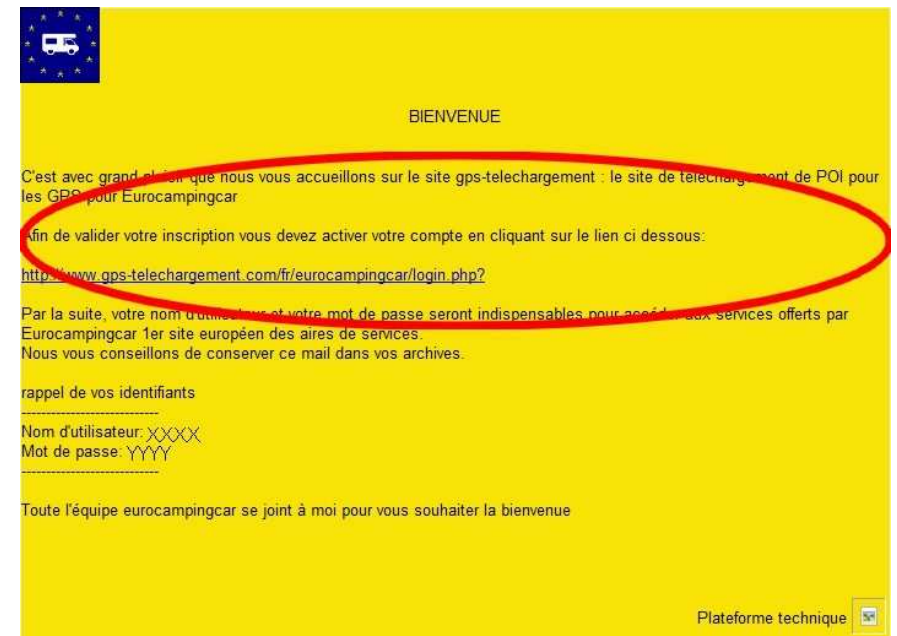 BIENVENUE
C'est avec grand plaisir que nous vous accueillons sur le site gps-telechargement : le site de telechargement de POI pour
les GPS pour Eurocampingcar
Afin de valider votre inscription vous devez activer votre compte en cliquant sur le lien ci dessous:
http://www.gps-telechargement.com/fr/eurocampingcar/login.php?
Par la suite, votre nom d'utilisateur et votre mot de passe seront indispensables pour accéder aux services offerts par
Eurocampingcar 1er site européen des aires de services.
Nous vous conseillons de conserver ce mail dans vos archives.
rappel de vos identifiants
----------------------------
Nom d'utilisateur: XXXX
Mot de passe: YYYY
----------------------------
Toute l'équipe eurocampingcar se joint à moi pour vous souhaiter la bienvenue
Plateforme technique